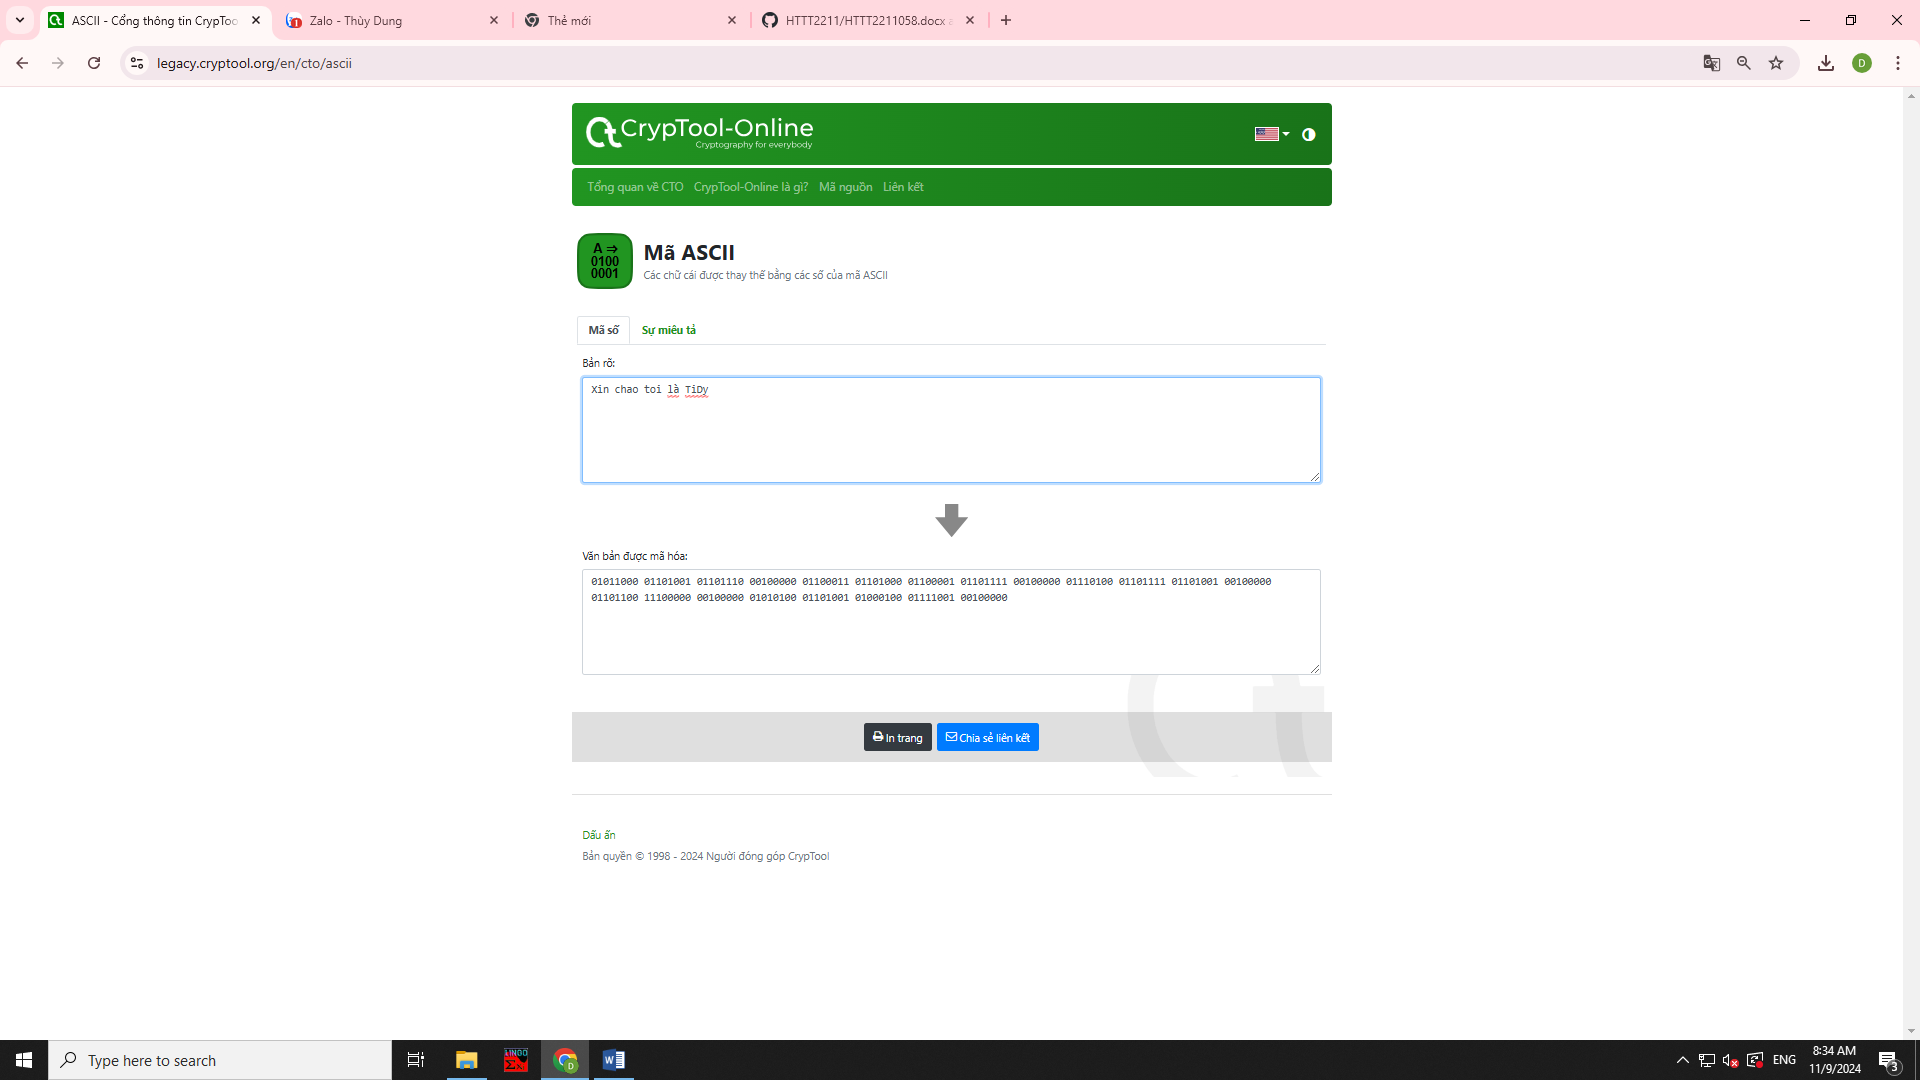 ASCII - Cổng thông tin CrypToo
Zalo - Thùy Dung
Thẻ mới
HTTT2211/HTTT2211058.docx a
legacy.cryptool.org/en/cto/ascii
D
CrypTool-Online
Cryptography for everybody
Tổng quan về CTO CrypTool-Online là gì? Mã nguồn Liên kết
A ⇒
0100
0001
Mã ASCII
Các chữ cái được thay thế bằng các số của mã ASCII
Mã số Sự miêu tả
Bản rõ:
Xin chao toi là TiDy
Văn bản được mã hóa:
01011000 01101001 01101110 00100000 01100011 01101000 01100001 01101111 00100000 01110100 01101111 01101001 00100000
01101100 11100000 00100000 01010100 01101001 01000100 01111001 00100000
In trang Chia sẻ liên kết
Dấu ấn
Bản quyền © 1998 - 2024 Người đóng góp CrypTool
Type here to search
LINGO
D
ENG
8:34 AM
11/9/2024
3